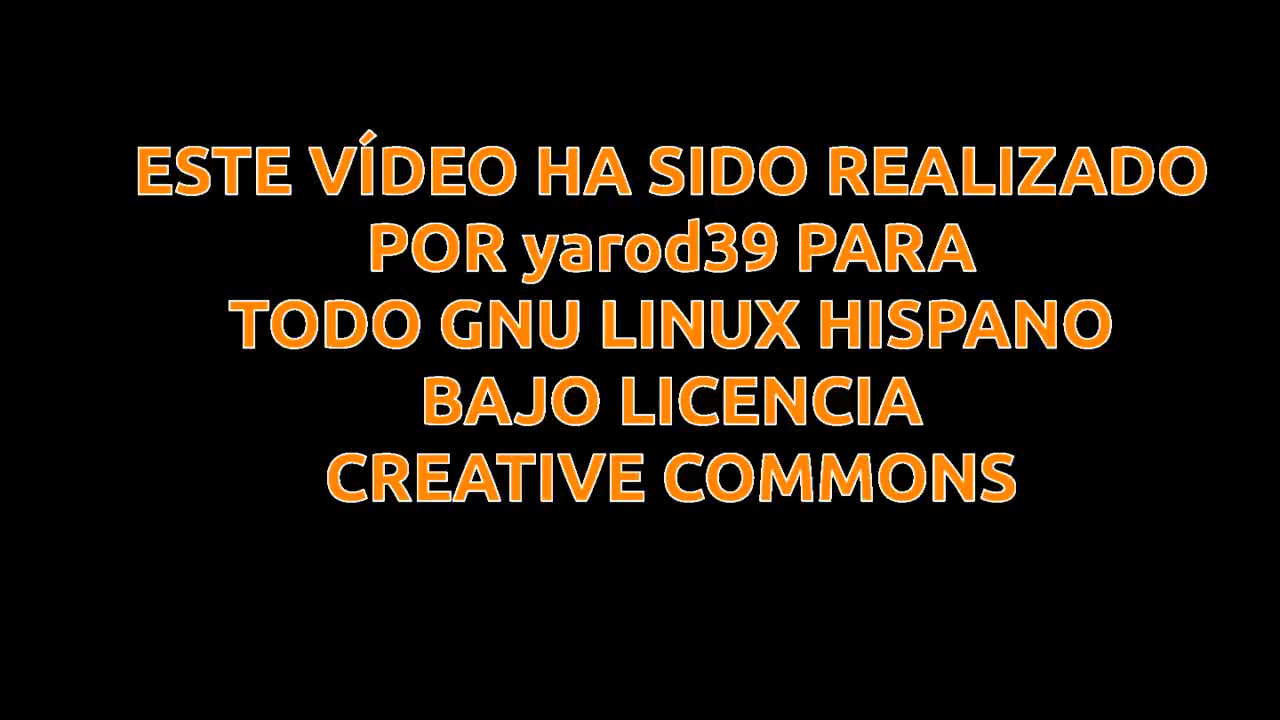 ESTE VÍDEO HA SIDO REALIZADO
POR yarod39 PARA
TODO GNU LINUX HISPANO
BAJO LICENCIA
CREATIVE COMMONS